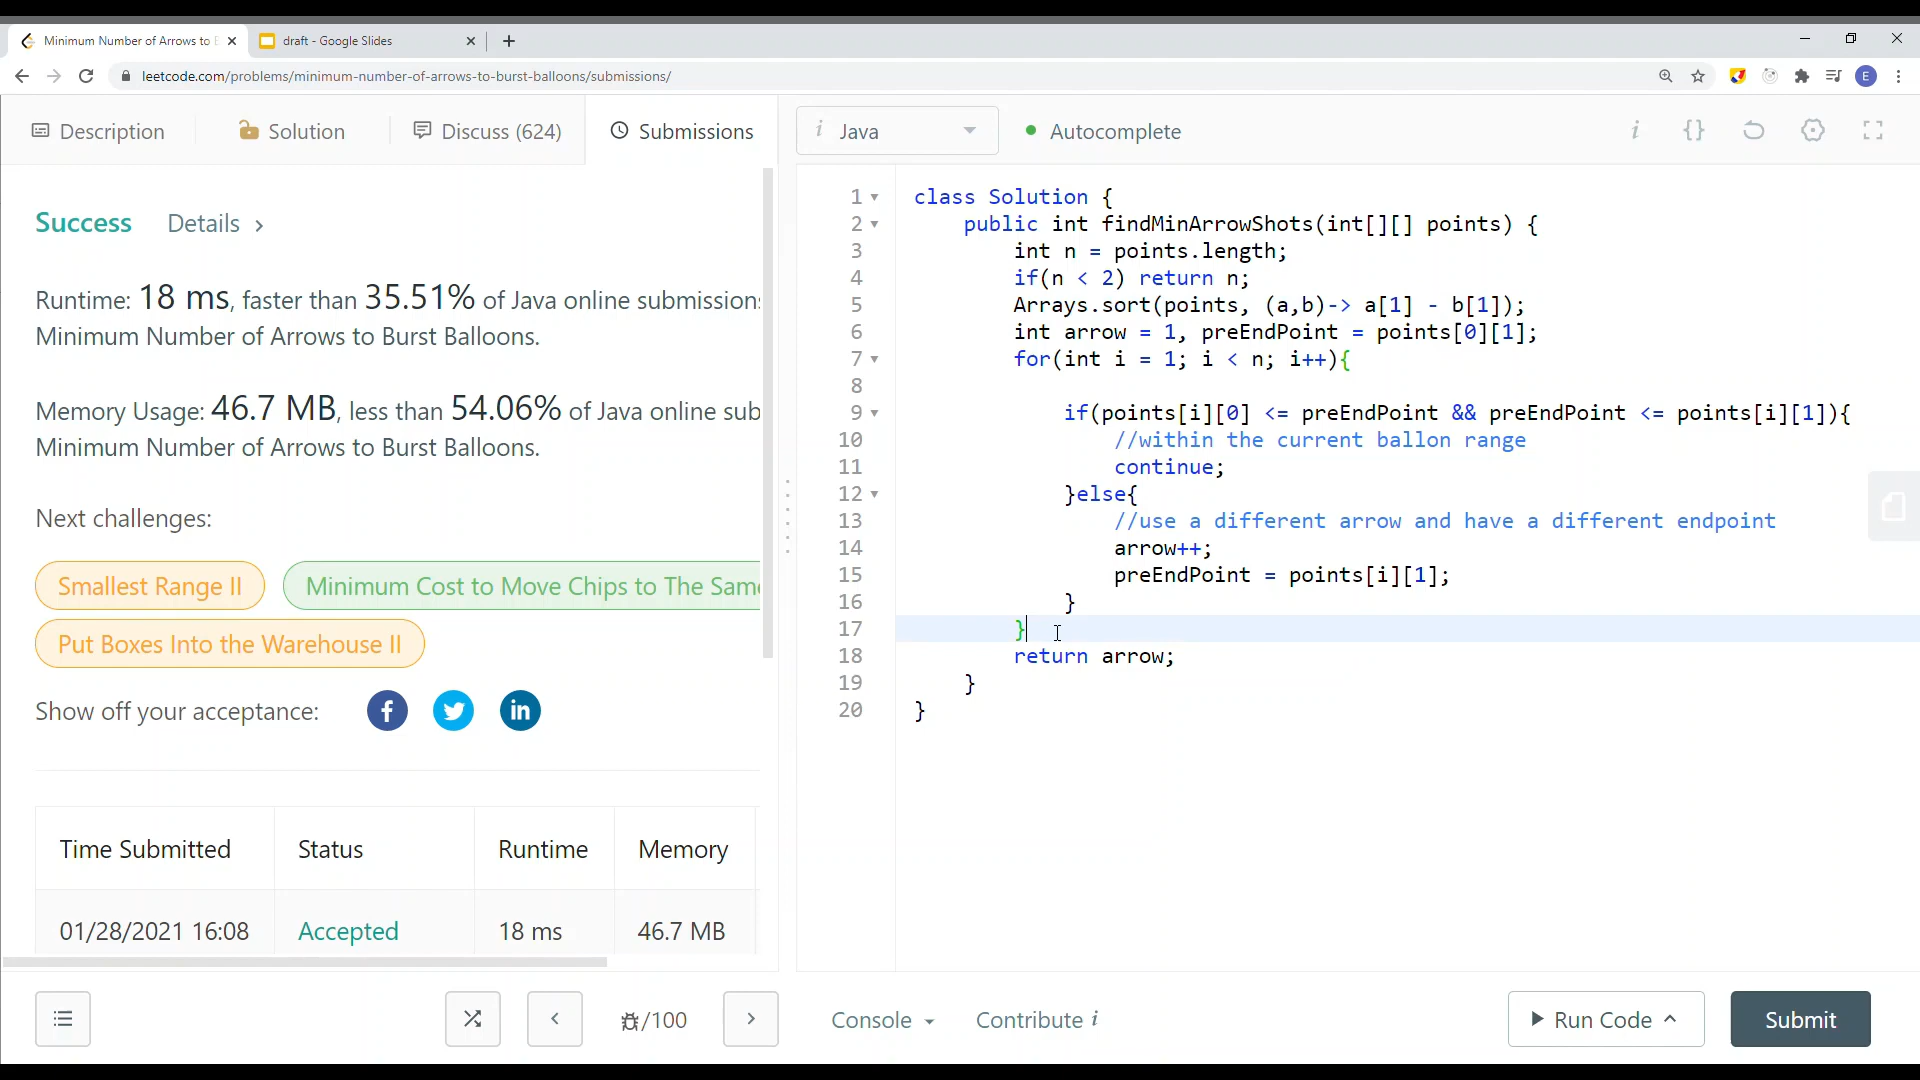 Minimum Number of Arrows to B
draft - Google Slides
leetcode.com/problems/minimum-number-of-arrows-to-burst-balloons/submissions/
E
Description
Solution
Discuss (624)
Submissions
i Java
Autocomplete
i
{}
Success
Details
Runtime: 18 ms, faster than 35.51% of Java online submissions
Minimum Number of Arrows to Burst Balloons.
Memory Usage: 46.7 MB, less than 54.06% of Java online sub
Minimum Number of Arrows to Burst Balloons.
Next challenges:
Smallest Range II
Minimum Cost to Move Chips to The Same
Put Boxes Into the Warehouse II
Show off your acceptance:
Time Submitted Status Runtime Memory
01/28/2021 16:08 Accepted 18 ms 46.7 MB
1 class Solution {
2 public int findMinArrowShots(int[][] points) {
3 int n = points.length;
4 if(n < 2) return n;
5 Arrays.sort(points, (a,b)-> a[1] - b[1]);
6 int arrow = 1, preEndPoint = points[0][1];
7 for(int i = 1; i < n; i++){
8
9 if(points[i][0] <= preEndPoint && preEndPoint <= points[i][1]){
10 //within the current ballon range
11 continue;
12 }else{
13 //use a different arrow and have a different endpoint
14 arrow++;
15 preEndPoint = points[i][1];
16 }
17 }
18 return arrow;
19 }
20 }
/100
Console
Contribute i
Run Code
Submit